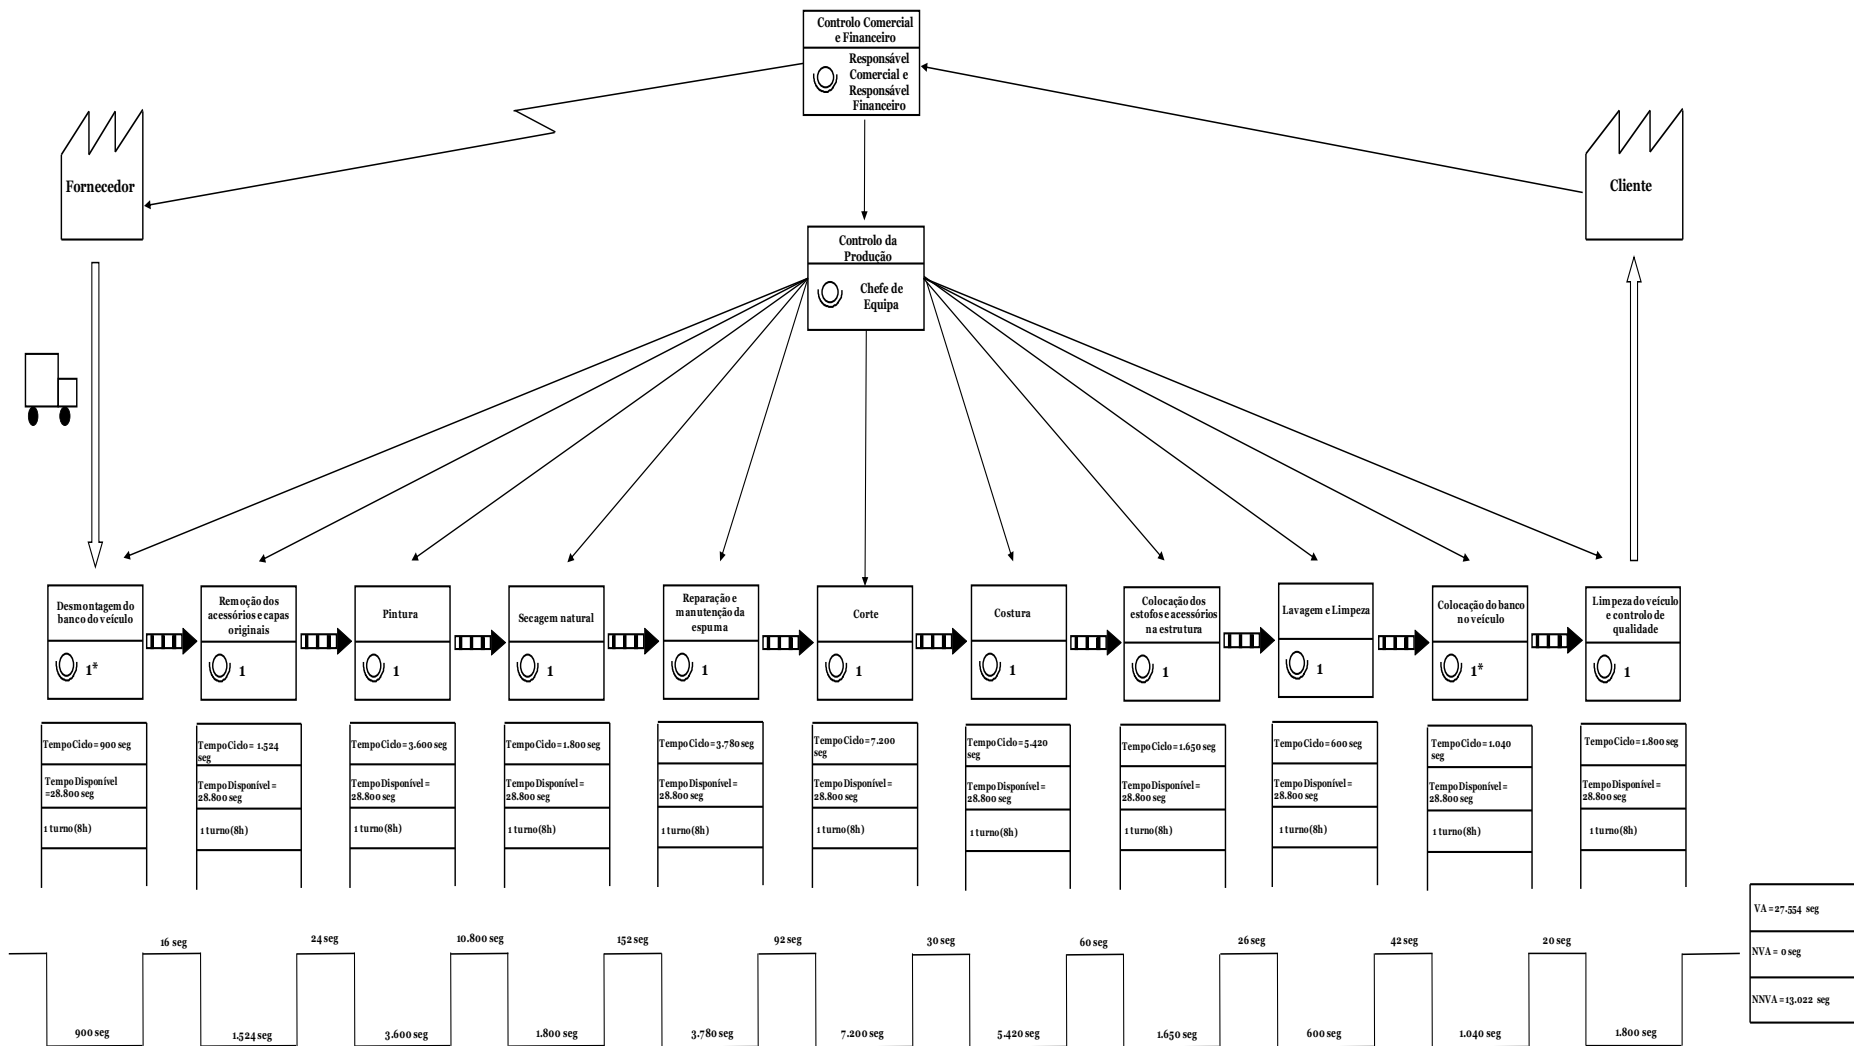 Controlo Comercial
e Financeiro
Responsável
Comercial e
Responsável
Financeiro
Fornecedor
Cliente
Controlo da
Produção
Chefe de
Equipa
Desmontagem do
banco do veículo
1*
Remoção dos
acessórios e capas
originais
1
Pintura
1
Secagem natural
1
Reparação e
manutenção da
espuma
1
Corte
1
Costura
1
Colocação dos
estofos e acessórios
na estrutura
1
Lavagem e Limpeza
1
Colocação do banco
no veículo
1*
Limpeza do veículo
e controlo de
qualidade
1
Tempo Ciclo= 900 seg
Tempo Disponível
=28.800 seg
1 turno(8h)
Tempo Ciclo= 1.524
seg
Tempo Disponível =
28.800 seg
1 turno(8h)
Tempo Ciclo= 3.600 seg
Tempo Disponível =
28.800 seg
1 turno(8h)
Tempo Ciclo= 1.800 seg
Tempo Disponível =
28.800 seg
1 turno(8h)
Tempo Ciclo= 3.780 seg
Tempo Disponível =
28.800 seg
1 turno(8h)
Tempo Ciclo= 7.200
seg
Tempo Disponível =
28.800 seg
1 turno(8h)
Tempo Ciclo= 5.420
seg
Tempo Disponível =
28.800 seg
1 turno(8h)
Tempo Ciclo= 1.650 seg
Tempo Disponível =
28.800 seg
1 turno(8h)
Tempo Ciclo= 600 seg
Tempo Disponível =
28.800 seg
1 turno(8h)
Tempo Ciclo= 1.040
seg
Tempo Disponível =
28.800 seg
1 turno(8h)
Tempo Ciclo= 1.800 seg
Tempo Disponível =
28.800 seg
1 turno(8h)
16 seg
24 seg
10.800 seg
152 seg
92 seg
30 seg
60 seg
26 seg
42 seg
20 seg
900 seg
1.524 seg
3.600 seg
1.800 seg
3.780 seg
7.200 seg
5.420 seg
1.650 seg
600 seg
1.040 seg
1.800 seg
VA =27.554 seg
NVA = 0 seg
NNVA =13.022 seg